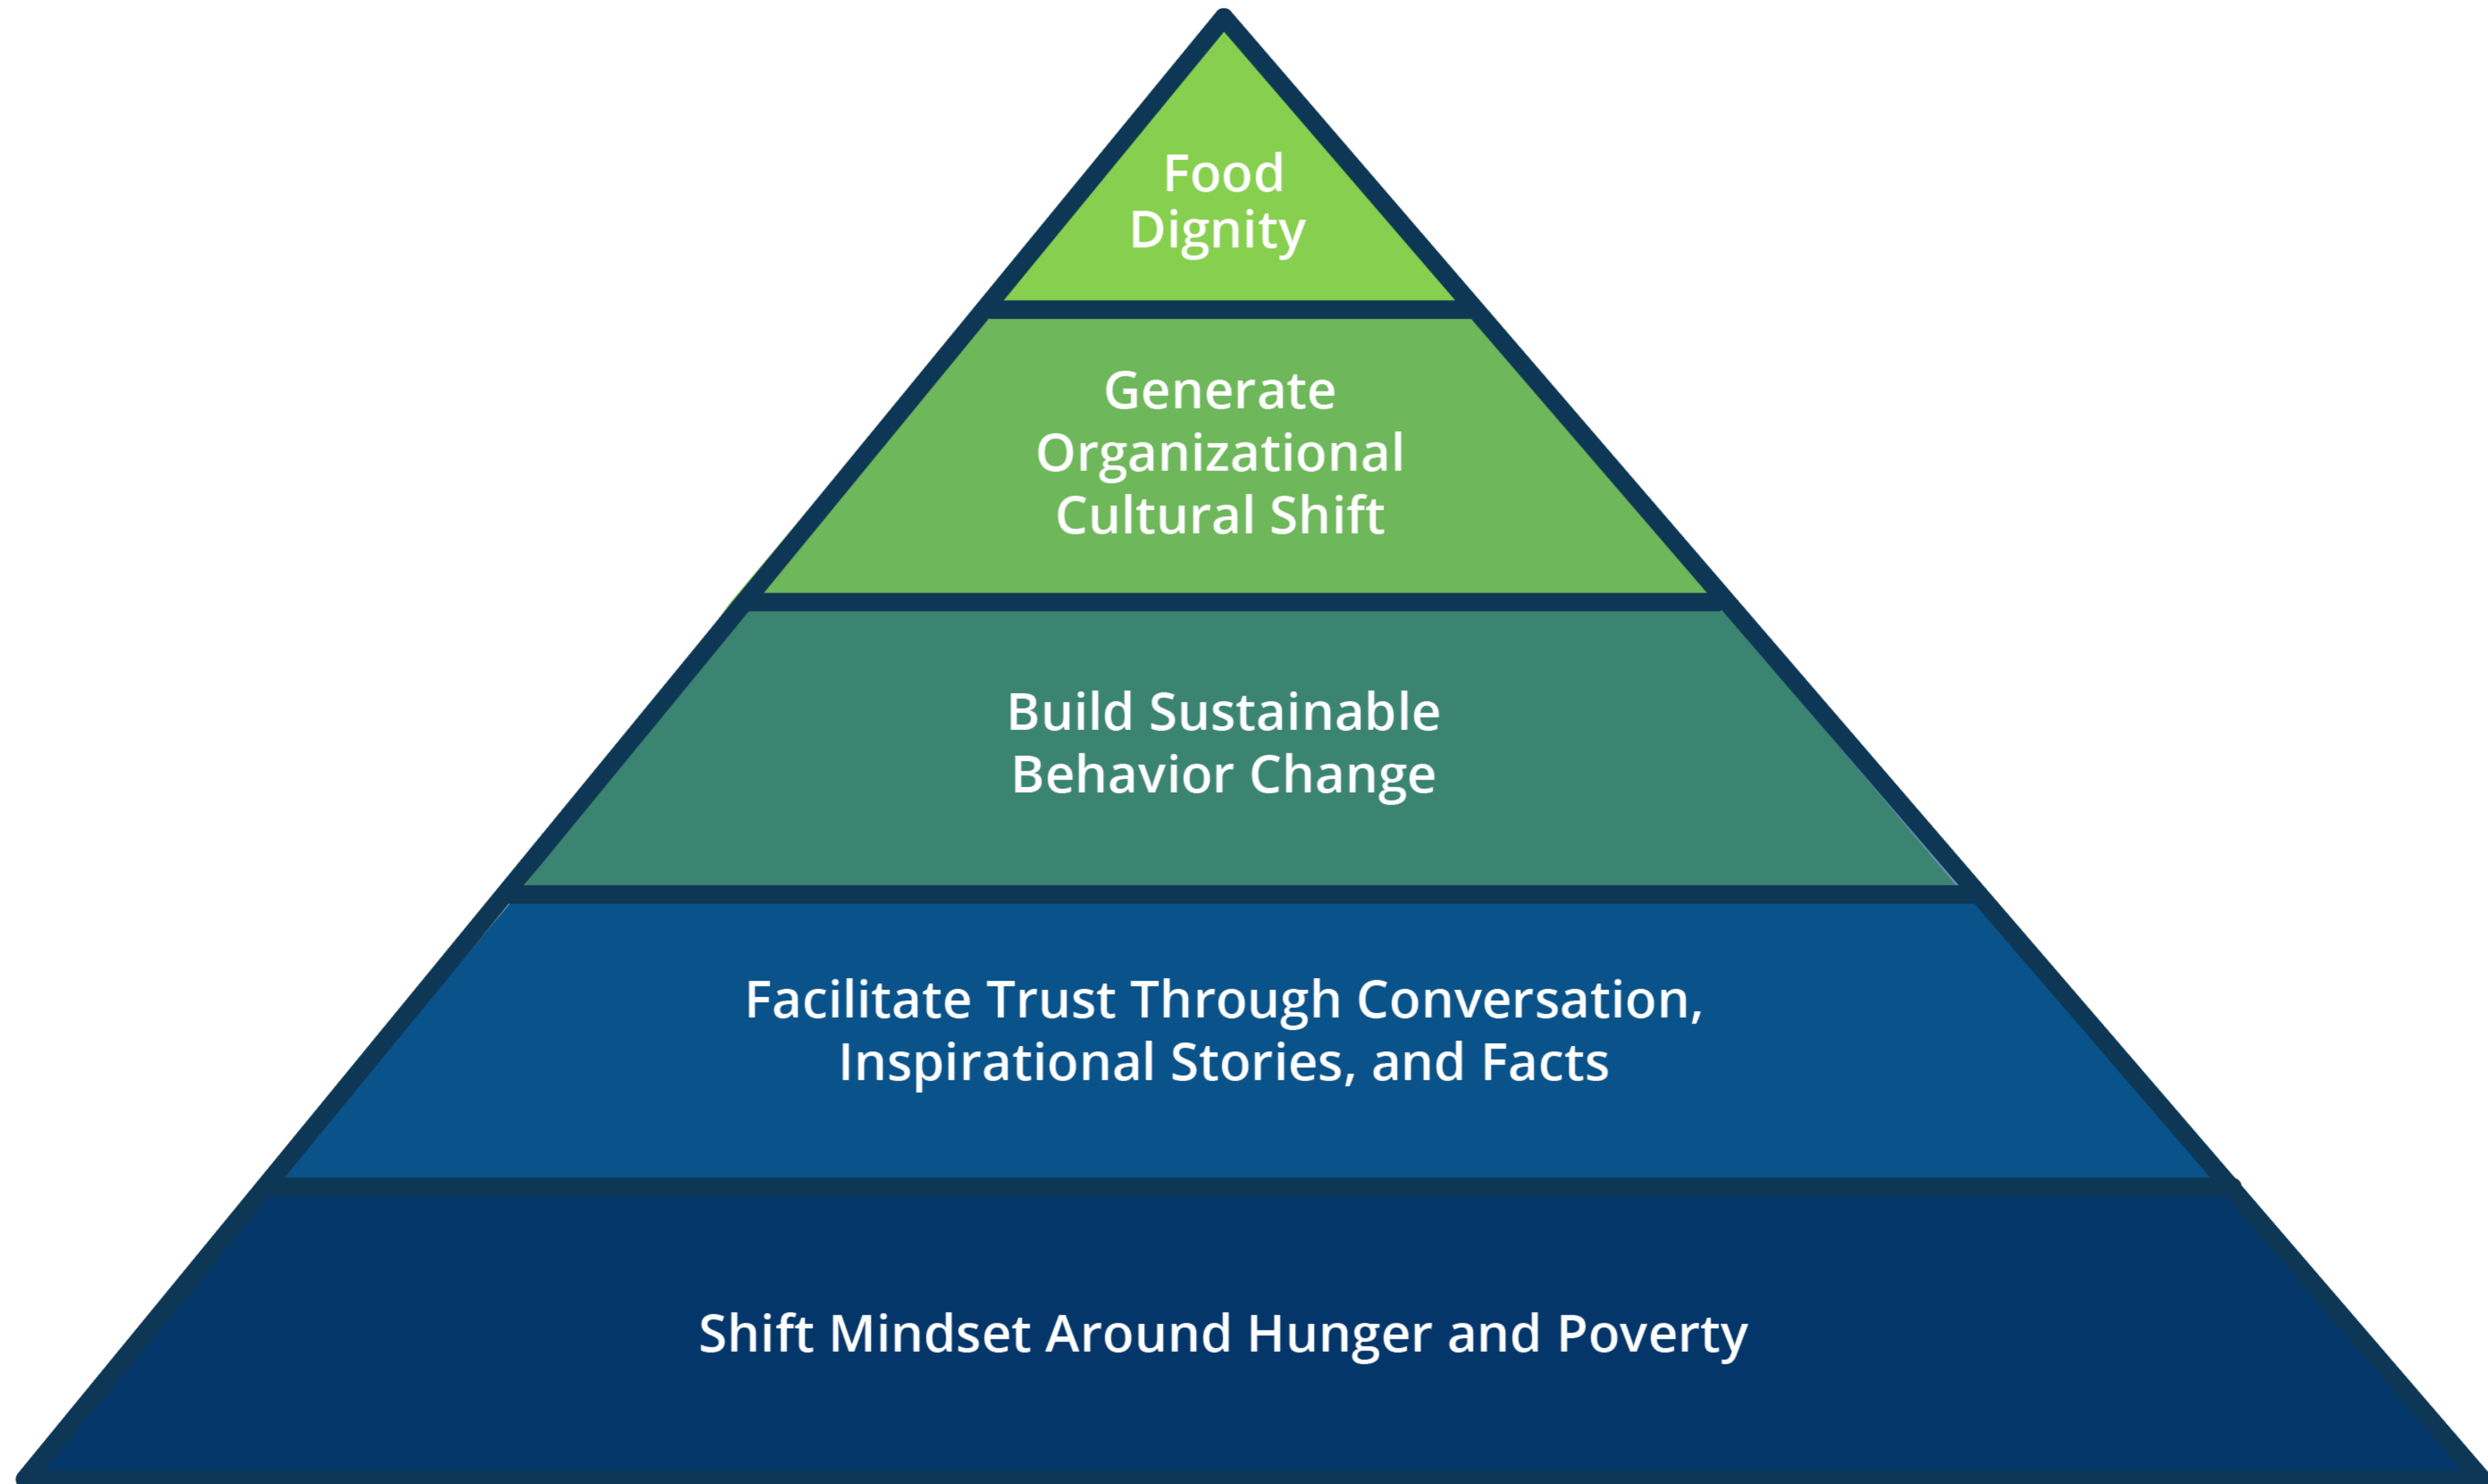 Food
Dignity
Generate
Organizational
Cultural Shift
Build Sustainable
Behavior Change
Facilitate Trust Through Conversation,
Inspirational Stories, and Facts
Shift Mindset Around Hunger and Poverty